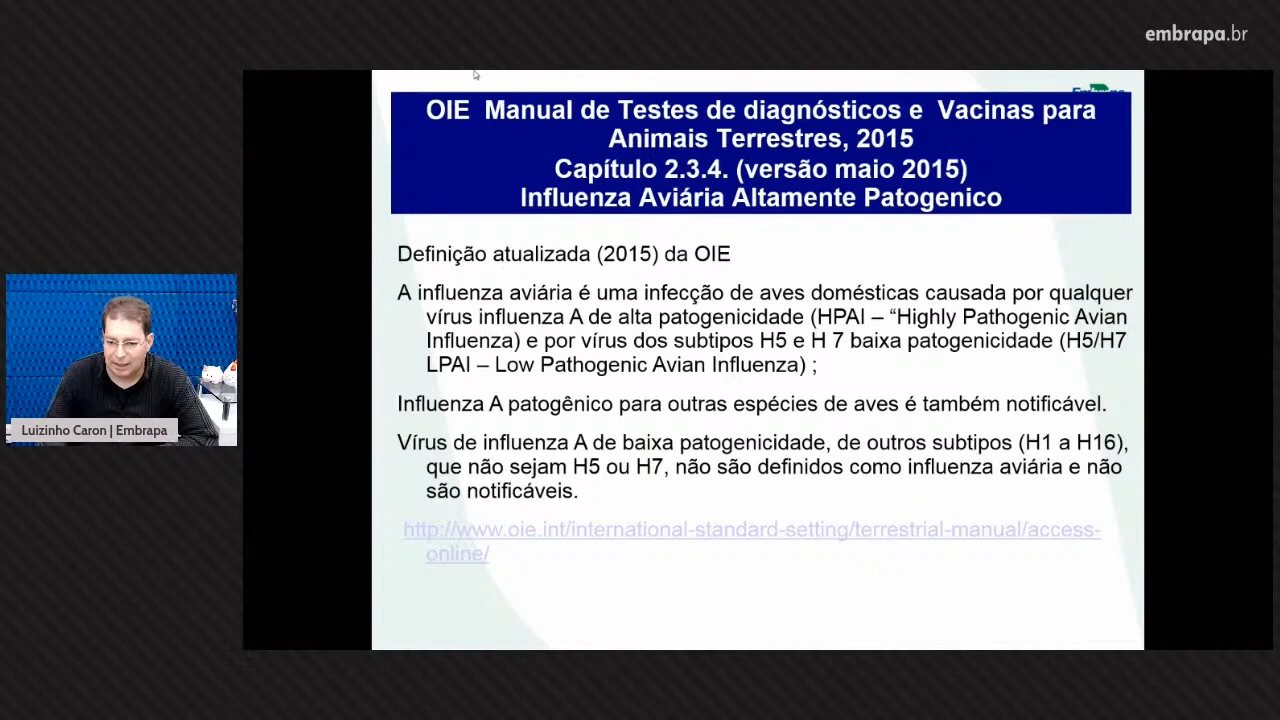 embrapa.br
Embrapa
OIE Manual de Testes de diagnósticos e Vacinas para
Animais Terrestres, 2015
Capítulo 2.3.4. (versão maio 2015)
Influenza Aviária Altamente Patogenico
Definição atualizada (2015) da OIE
A influenza aviária é uma infecção de aves domésticas causada por qualquer
vírus influenza A de alta patogenicidade (HPAI – “Highly Pathogenic Avian
Influenza) e por vírus dos subtipos H5 e H 7 baixa patogenicidade (H5/H7
LPAI – Low Pathogenic Avian Influenza) ;
Influenza A patogênico para outras espécies de aves é também notificável.
Vírus de influenza A de baixa patogenicidade, de outros subtipos (H1 a H16),
que não sejam H5 ou H7, não são definidos como influenza aviária e não
são notificáveis.
http://www.oie.int/international-standard-setting/terrestrial-manual/access-
online/
Luizinho Caron | Embrapa